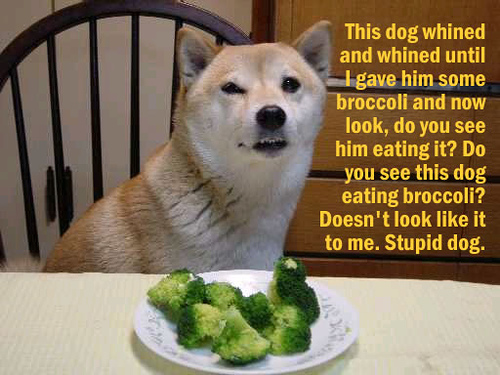 This dog whined
and whined until
I gave him some
broccoli and now
look, do you see
him eating it? Do
you see this dog
eating broccoli?
Doesn't look like it
to me. Stupid dog.